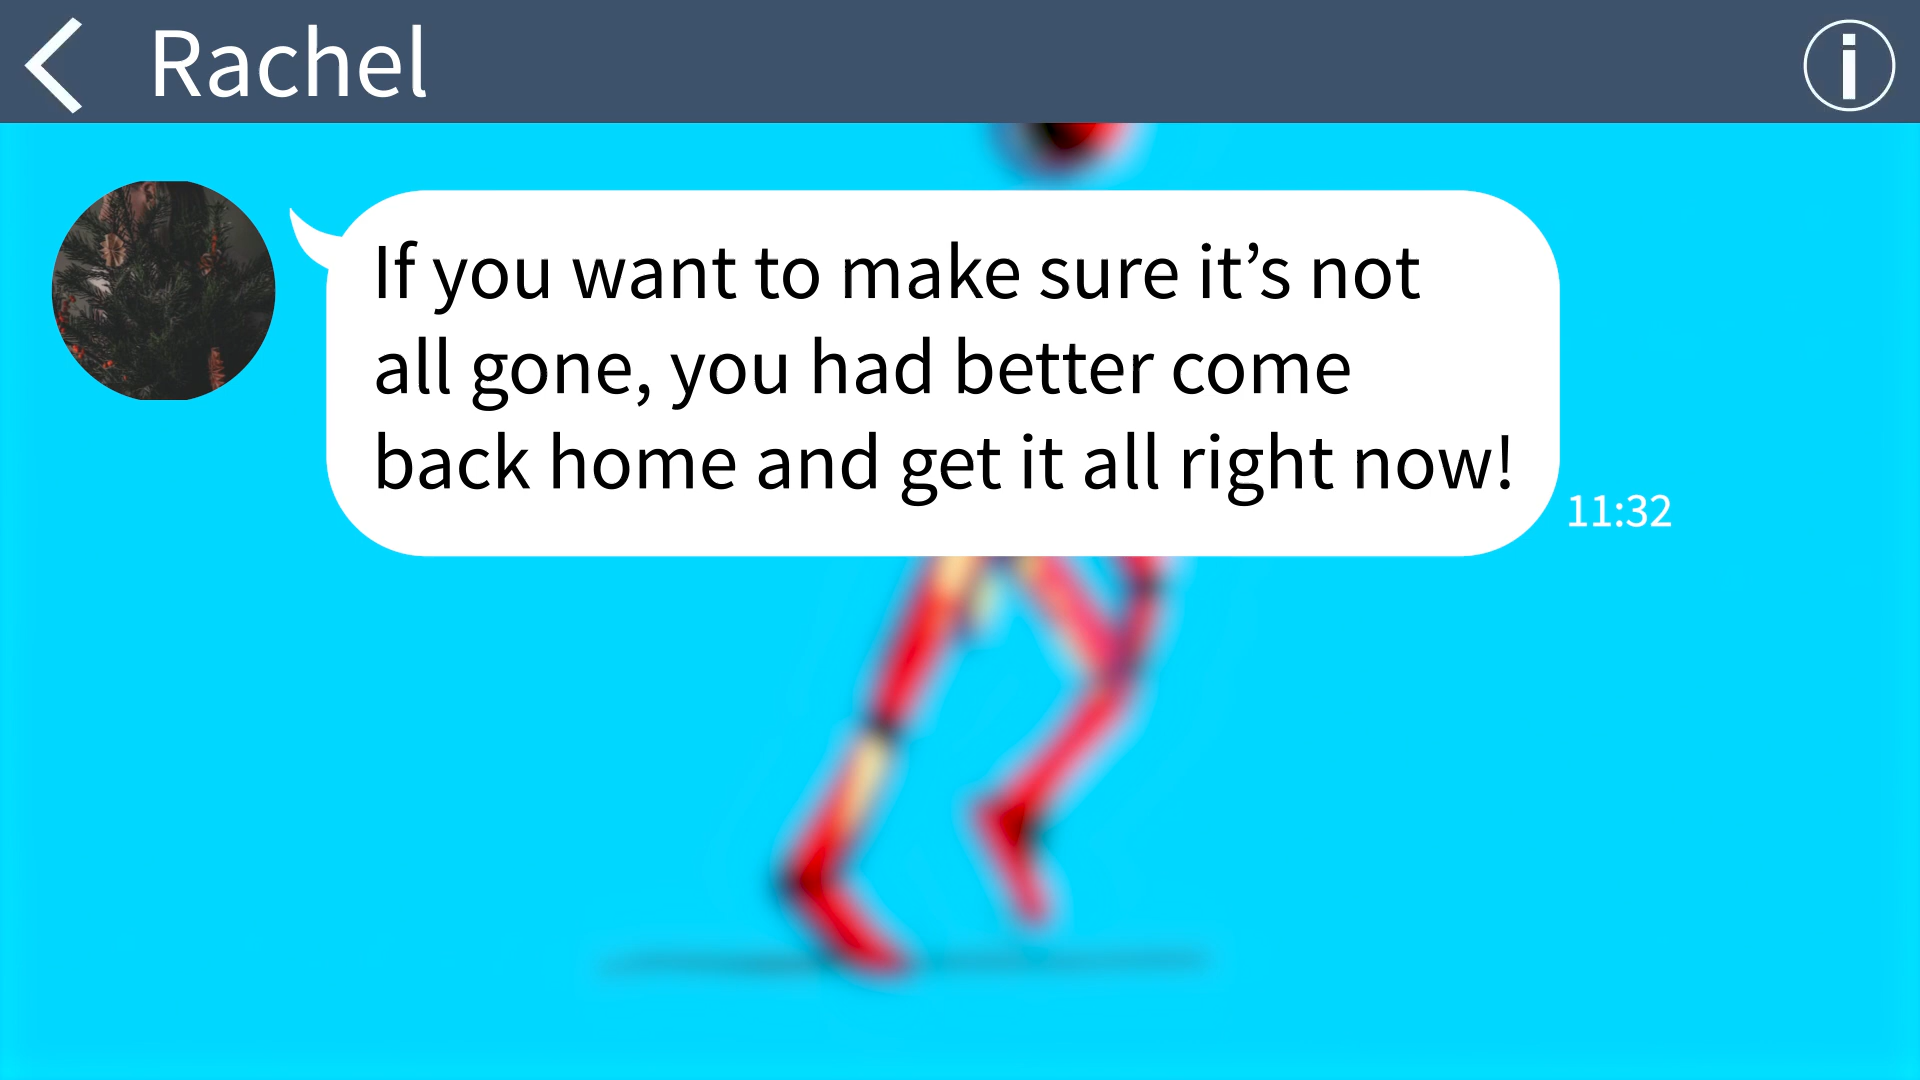 Rachel
If you want to make sure it’s not
all gone, you had better come
back home and get it all right now!
11:32